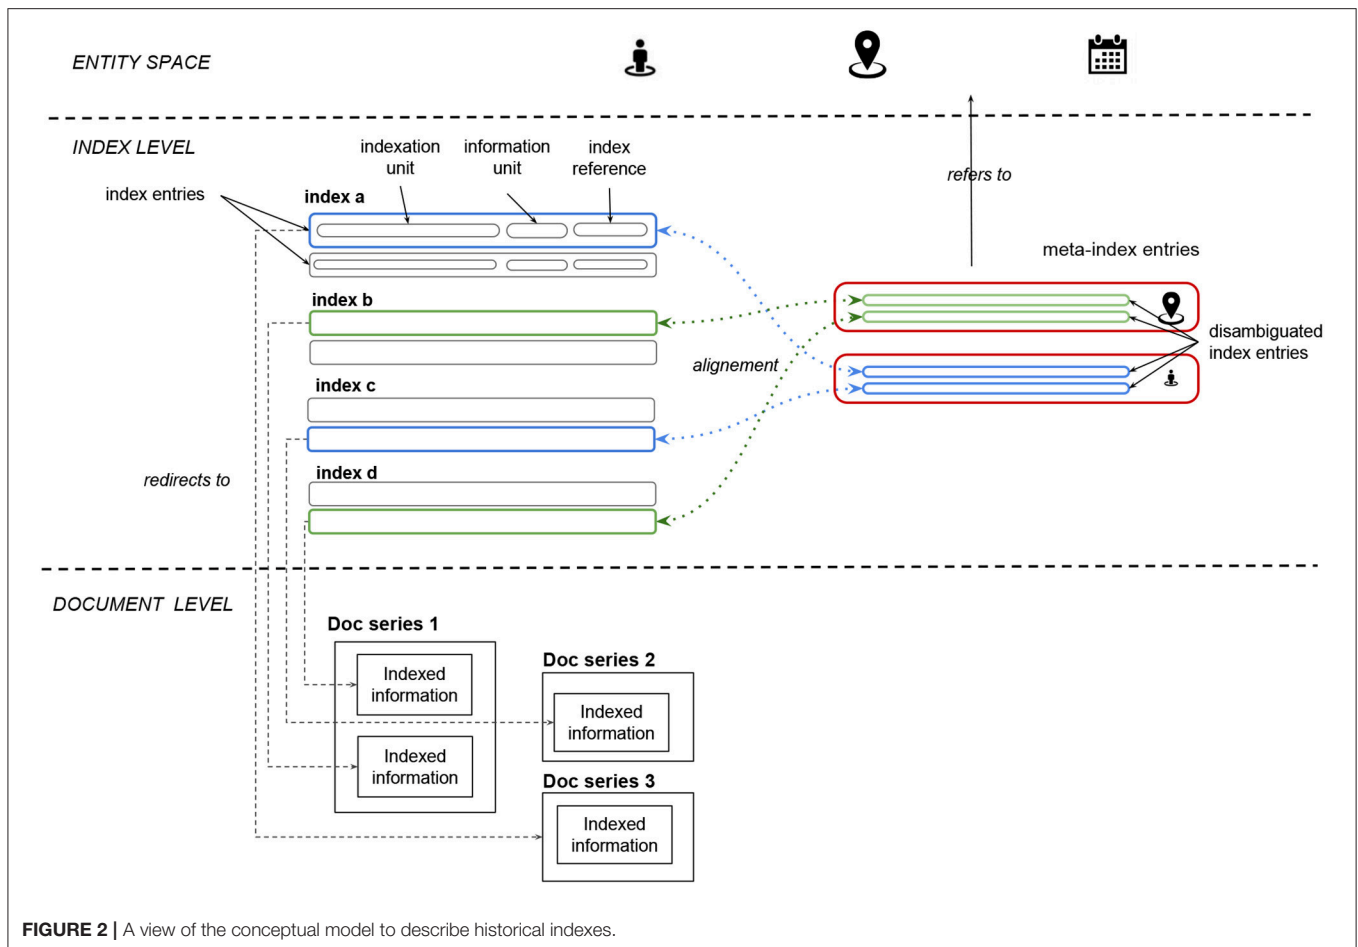 ENTITY SPACE
INDEX LEVEL
indexation
unit
information
unit
index
reference
refers to
index entries
index a
meta-index entries
index b
disambiguated
index entries
alignement
index c
index d
redirects to
DOCUMENT LEVEL
Doc series 1
Indexed
information
Doc series 2
Indexed
information
Indexed
information
Doc series 3
Indexed
information
FIGURE 2 | A view of the conceptual model to describe historical indexes.